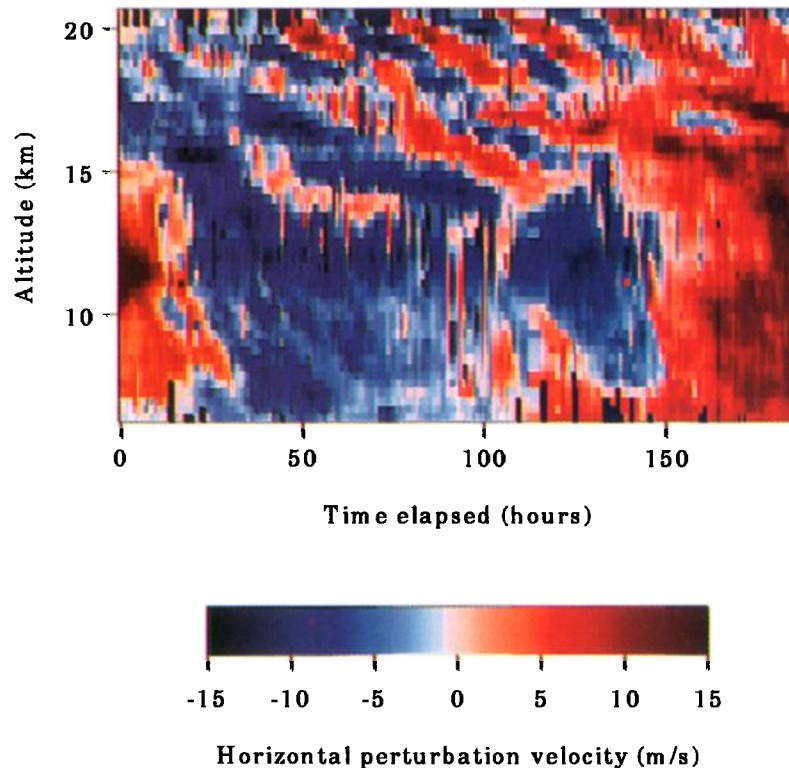 20
15
10
Altitude (km)
0 50 100 150
Time elapsed (hours)
-15 -10 -5 0 5 10 15
Horizontal perturbation velocity (m/s)